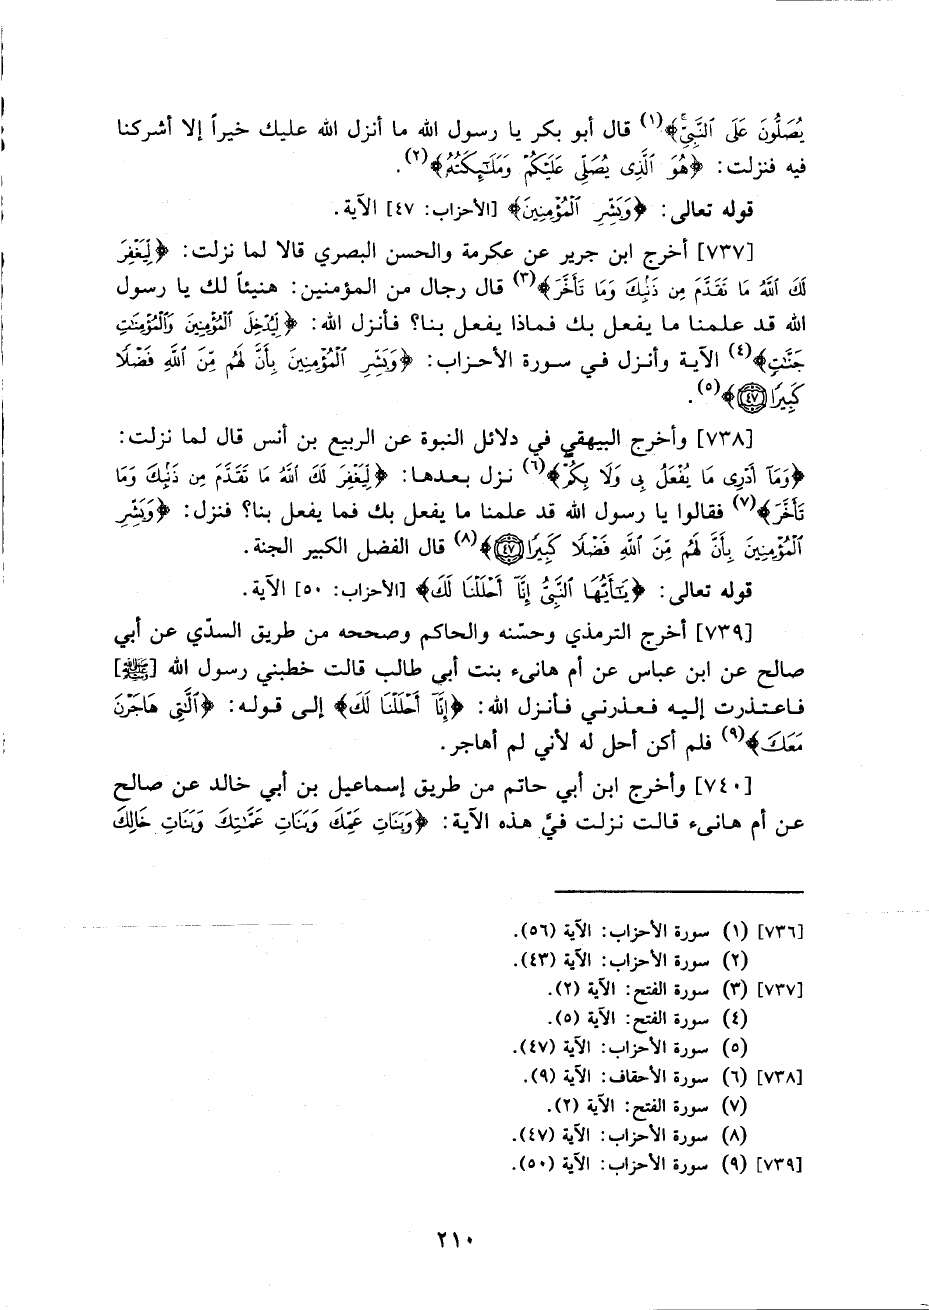 يُصَلُّونَ عَلَى ٱلنَّبِيِّ﴾(١) قال أبو بكر يا رسول الله ما أنزل الله عليك خيراً إلا أشركنا
فيه فنزلت: ﴿هُوَ ٱلَّذِى يُصَلِّى عَلَيْكُمْ وَمَلَٰٓئِكَتُهُ﴾(٢).
قوله تعالى: ﴿وَبَشِّرِ ٱلْمُؤْمِنِينَ﴾ [الأحزاب: ٤٧] الآية.
[٧٣٧] أخرج ابن جرير عن عكرمة والحسن البصري قالا لما نزلت: ﴿لِّيَغْفِرَ
لَكَ ٱللَّهُ مَا تَقَدَّمَ مِن ذَنۢبِكَ وَمَا تَأَخَّرَ﴾(٣) قال رجال من المؤمنين: هنيئاً لك يا رسول
الله قد علمنا ما يفعل بك فماذا يفعل بنا؟ فأنزل الله: ﴿لِّيُدْخِلَ ٱلْمُؤْمِنِينَ وَٱلْمُؤْمِنَٰتِ
جَنَّٰتٍ﴾(٤) الآية وأنزل في سورة الأحزاب: ﴿وَبَشِّرِ ٱلْمُؤْمِنِينَ بِأَنَّ لَهُم مِّنَ ٱللَّهِ فَضْلًا
كَبِيرًا ٤٧﴾(٥).
[٧٣٨] وأخرج البيهقي في دلائل النبوة عن الربيع بن أنس قال لما نزلت:
﴿وَمَآ أَدْرِى مَا يُفْعَلُ بِى وَلَا بِكُمْ﴾(٦) نزل بعدها: ﴿لِّيَغْفِرَ لَكَ ٱللَّهُ مَا تَقَدَّمَ مِن ذَنۢبِكَ وَمَا
تَأَخَّرَ﴾(٧) فقالوا يا رسول الله قد علمنا ما يفعل بك فما يفعل بنا؟ فنزل: ﴿وَبَشِّرِ
ٱلْمُؤْمِنِينَ بِأَنَّ لَهُم مِّنَ ٱللَّهِ فَضْلًا كَبِيرًا ٤٧﴾(٨) قال الفضل الكبير الجنة.
قوله تعالى: ﴿يَٰٓأَيُّهَا ٱلنَّبِىُّ إِنَّآ أَحْلَلْنَا لَكَ﴾ [الأحزاب: ٥٠] الآية.
[٧٣٩] أخرج الترمذي وحسّنه والحاكم وصححه من طريق السدّي عن أبي
صالح عن ابن عباس عن أم هانىء بنت أبي طالب قالت خطبني رسول الله [ﷺ]
فاعتذرت إليه فعذرني فأنزل الله: ﴿إِنَّآ أَحْلَلْنَا لَكَ﴾ إلى قوله: ﴿ٱلَّٰتِى هَاجَرْنَ
مَعَكَ﴾(٩) فلم أكن أحل له لأني لم أهاجر.
[٧٤٠] وأخرج ابن أبي حاتم من طريق إسماعيل بن أبي خالد عن صالح
عن أم هانىء قالت نزلت فيّ هذه الآية: ﴿وَبَنَاتِ عَمِّكَ وَبَنَاتِ عَمَّٰتِكَ وَبَنَاتِ خَالِكَ
[٧٣٦] (١) سورة الأحزاب: الآية (٥٦).
(٢) سورة الأحزاب: الآية (٤٣).
[٧٣٧] (٣) سورة الفتح: الآية (٢).
(٤) سورة الفتح: الآية (٥).
(٥) سورة الأحزاب: الآية (٤٧).
[٧٣٨] (٦) سورة الأحقاف: الآية (٩).
(٧) سورة الفتح: الآية (٢).
(٨) سورة الأحزاب: الآية (٤٧).
[٧٣٩] (٩) سورة الأحزاب: الآية (٥٠).
٢١٠